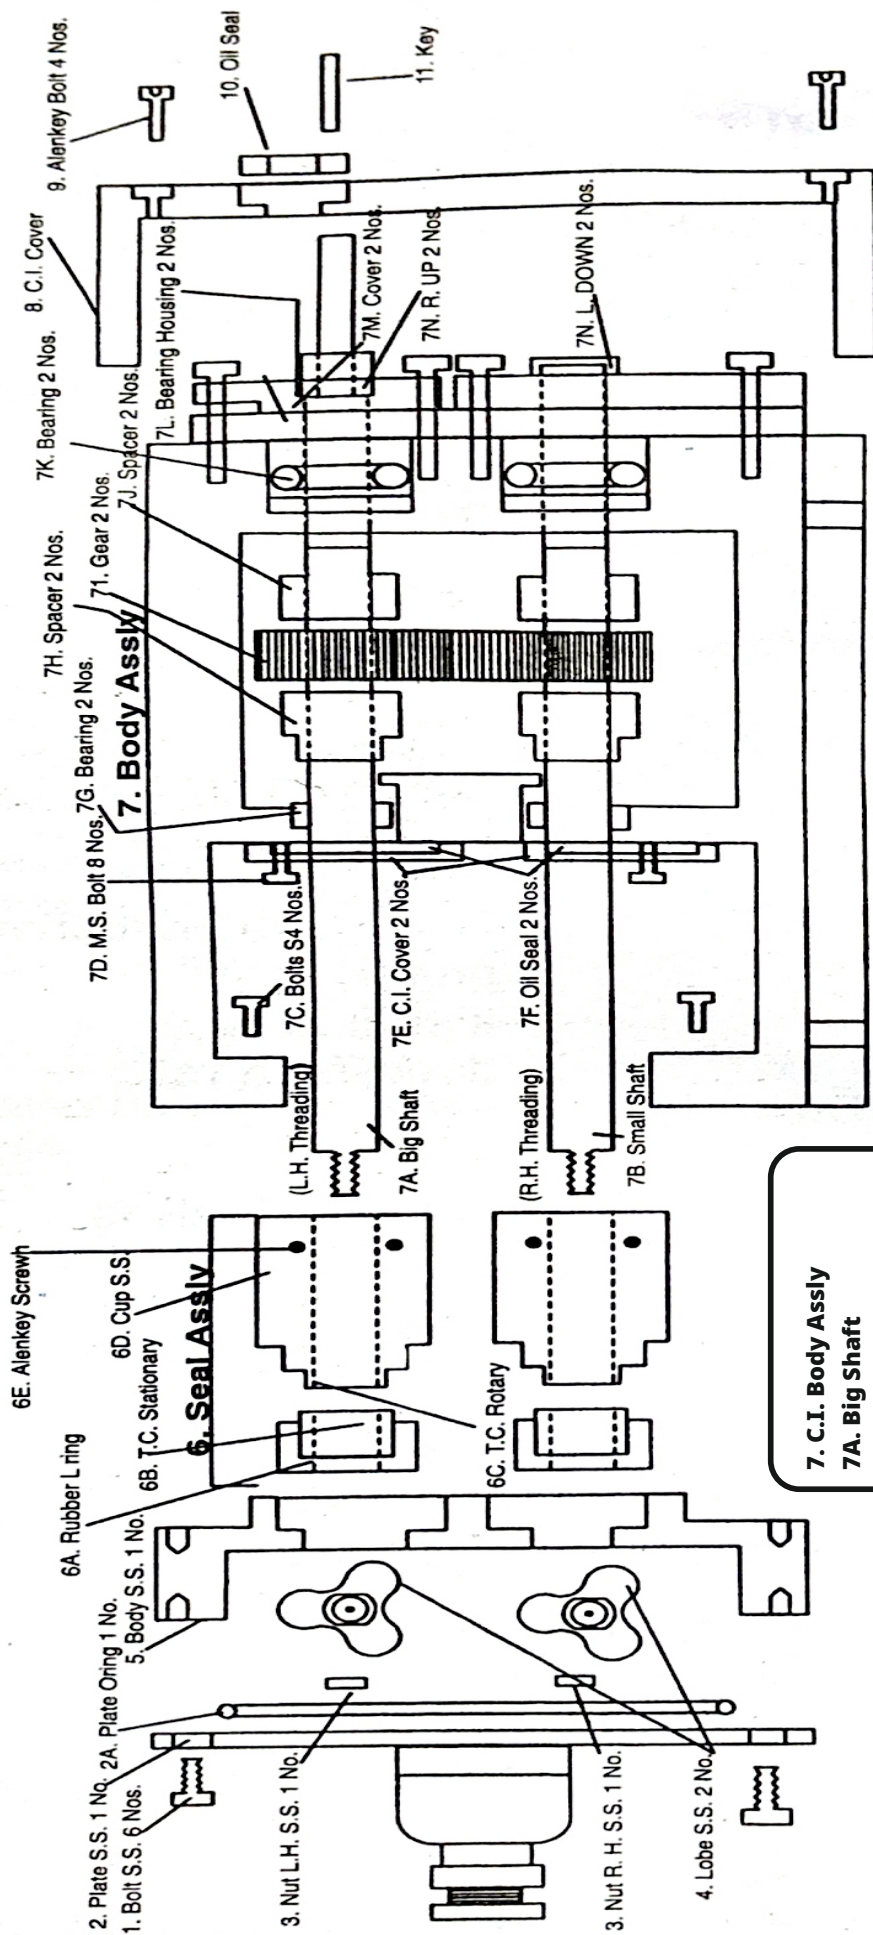 1. Bolt S.S. 6 Nos.
2. Plate S.S. 1 No.
2A. Plate Oring 1 No.
3. Nut L.H. S.S. 1 No.
3. Nut R. H. S.S. 1 No.
4. Lobe S.S. 2 No.
5. Body S.S. 1 No.
6. Seal Assly
6A. Rubber L ring
6B. T.C. Stationary
6C. T.C. Rotary
6D. Cup S.S.
6E. Alenkey Screwh
7. Body Assly
(L.H. Threading)
7A. Big Shaft
(R.H. Threading)
7B. Small Shaft
7C. Bolts S4 Nos.
7D. M.S. Bolt 8 Nos.
7E. C.I. Cover 2 Nos.
7F. Oil Seal 2 Nos.
7G. Bearing 2 Nos.
7H. Spacer 2 Nos.
71. Gear 2 Nos.
7J. Spacer 2 Nos.
7K. Bearing 2 Nos.
7L. Bearing Housing 2 Nos.
7M. Cover 2 Nos.
7N. R. UP 2 Nos.
7N. L. DOWN 2 Nos.
8. C.I. Cover
9. Alenkey Bolt 4 Nos.
10. Oil Seal
11. Key
7. C.I. Body Assly
7A. Big Shaft